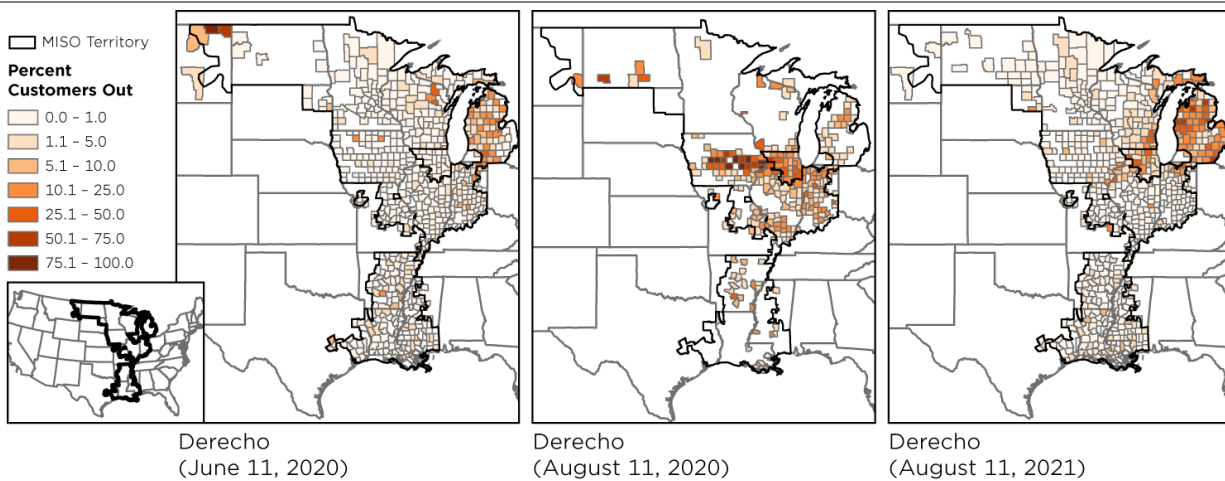 MISO Territory
Percent
Customers Out
0.0 – 1.0
1.1 – 5.0
5.1 – 10.0
10.1 – 25.0
25.1 – 50.0
50.1 – 75.0
75.1 – 100.0
Derecho
(June 11, 2020)
Derecho
(August 11, 2020)
Derecho
(August 11, 2021)